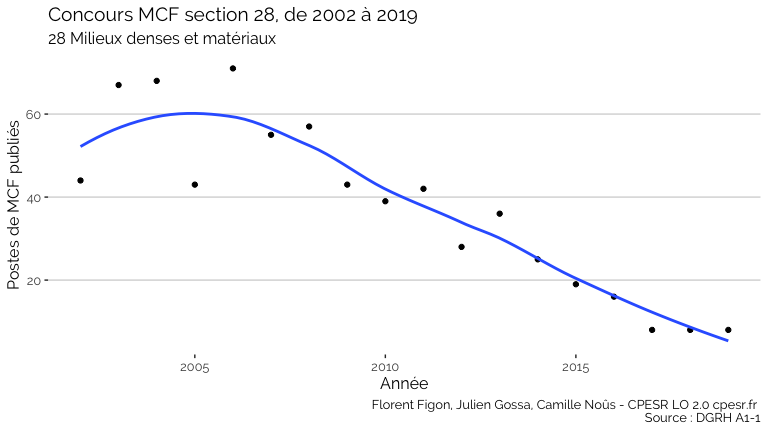 Concours MCF section 28, de 2002 à 2019
28 Milieux denses et matériaux
Postes de MCF publiés
60
40
20
2005 2010 2015
Année
Florent Figon, Julien Gossa, Camille Noûs - CPESR LO 2.0 cpesr.fr
Source : DGRH A1-1